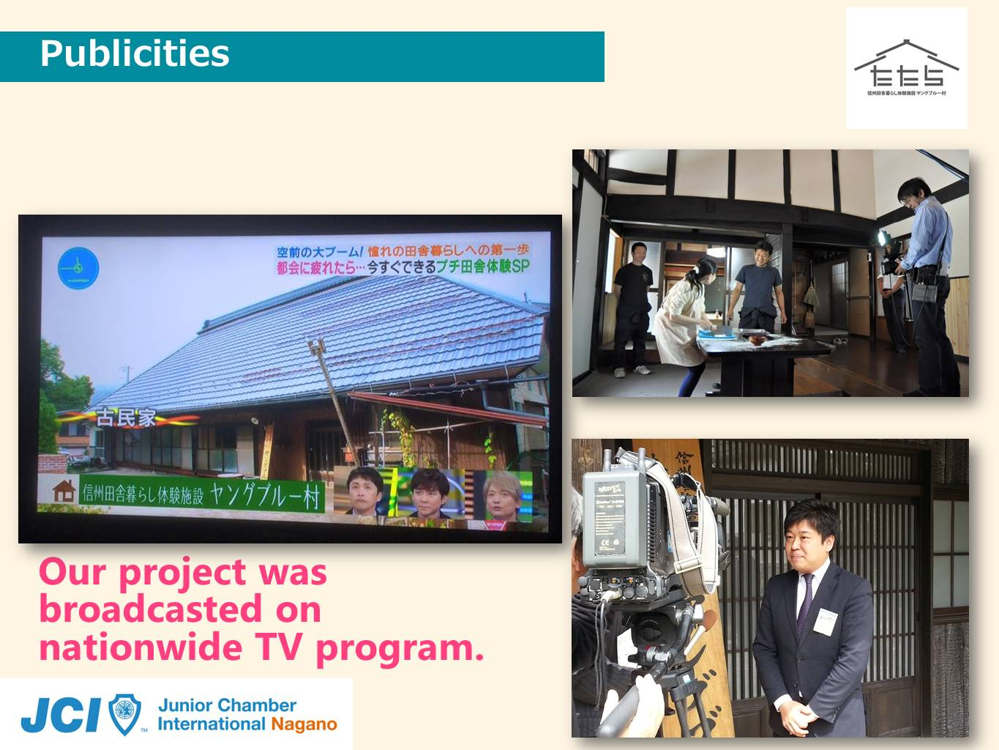 Publicities
たたら
信州田舎暮らし体験施設 ヤングブルー村
空前の大ブーム!憧れの田舎暮らしへの第一歩
都会に疲れたら…今すぐできるプチ田舎体験SP
古民家
信州田舎暮らし体験施設 ヤングブルー村
信州
CE
Our project was
broadcasted on
nationwide TV program.
JCI
TM
Junior Chamber
International Nagano